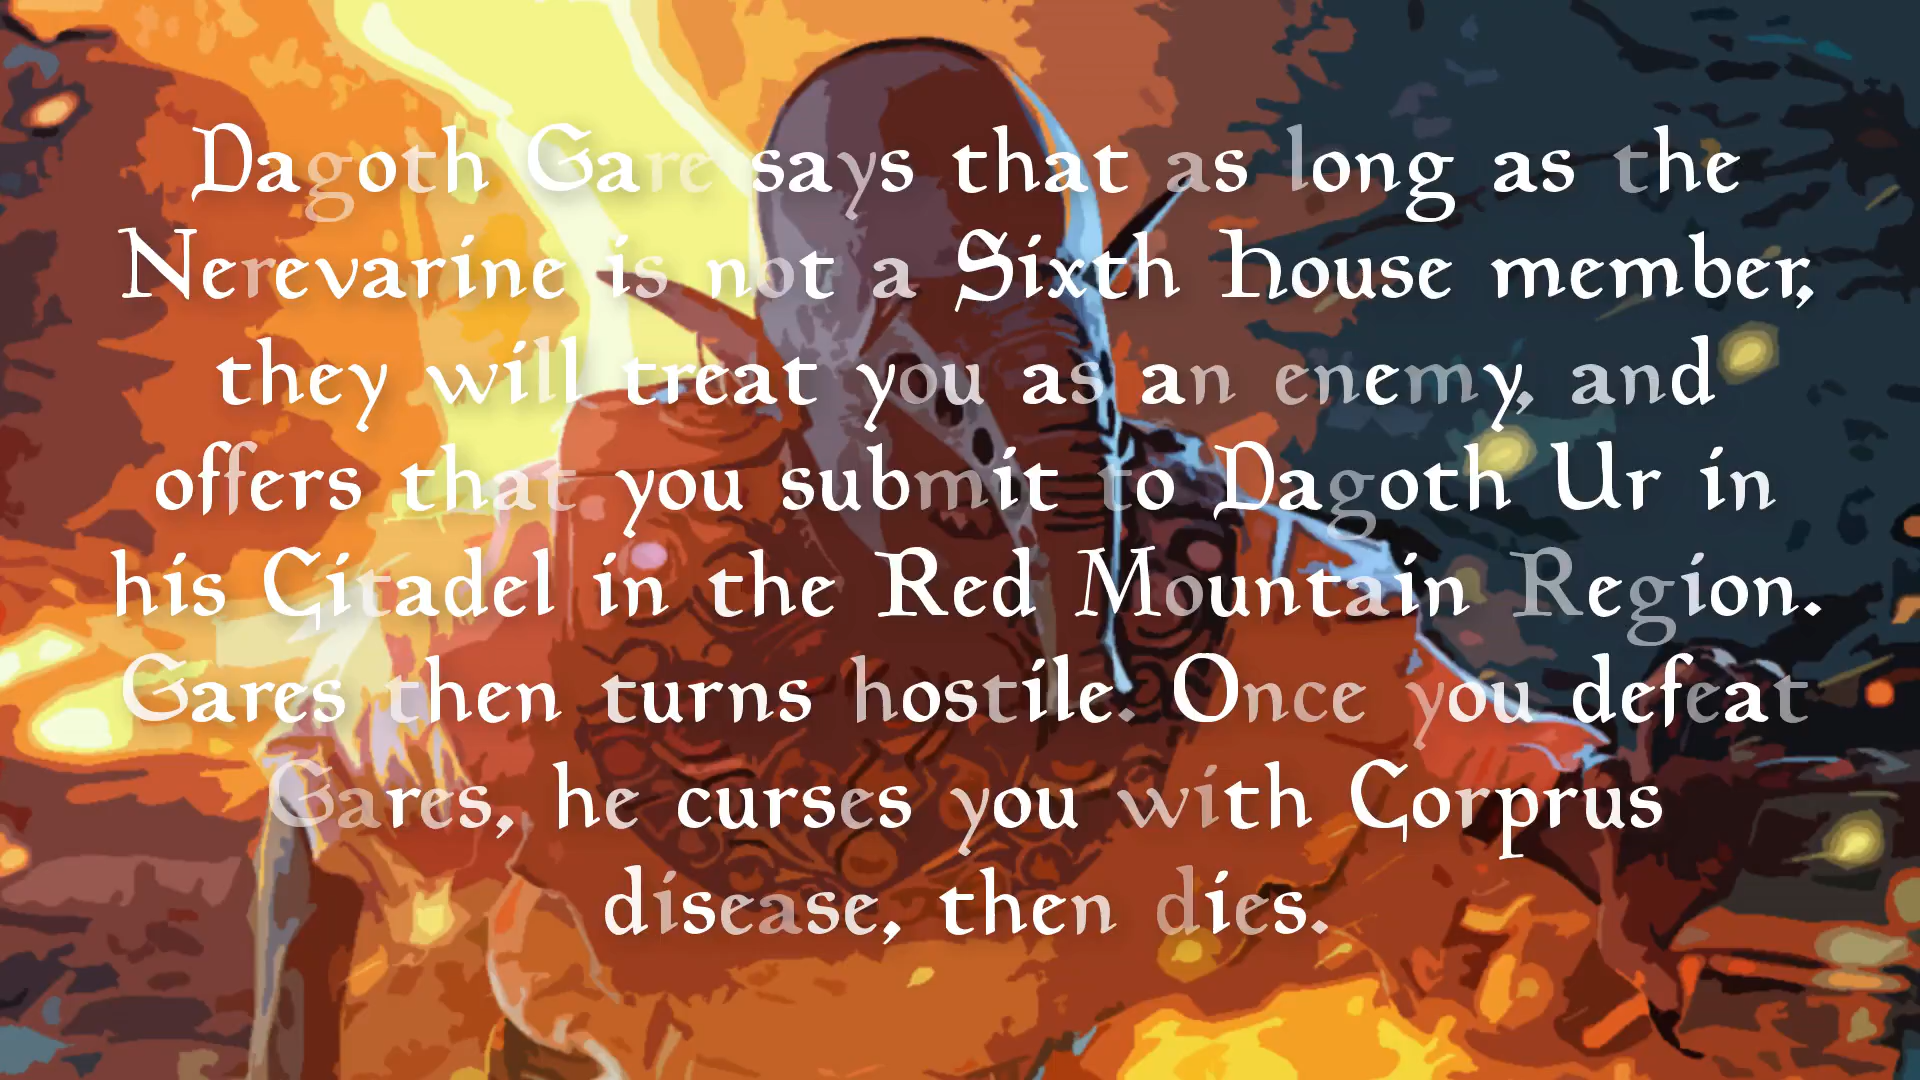 Dagoth Gare says that as long as the
Nerevarine is not a Sixth House member,
they will treat you as an enemy, and
offers that you submit to Dagoth Ur in
his Citadel in the Red Mountain Region.
Gares then turns hostile. Once you defeat
Gares, he curses you with Corprus
disease, then dies.